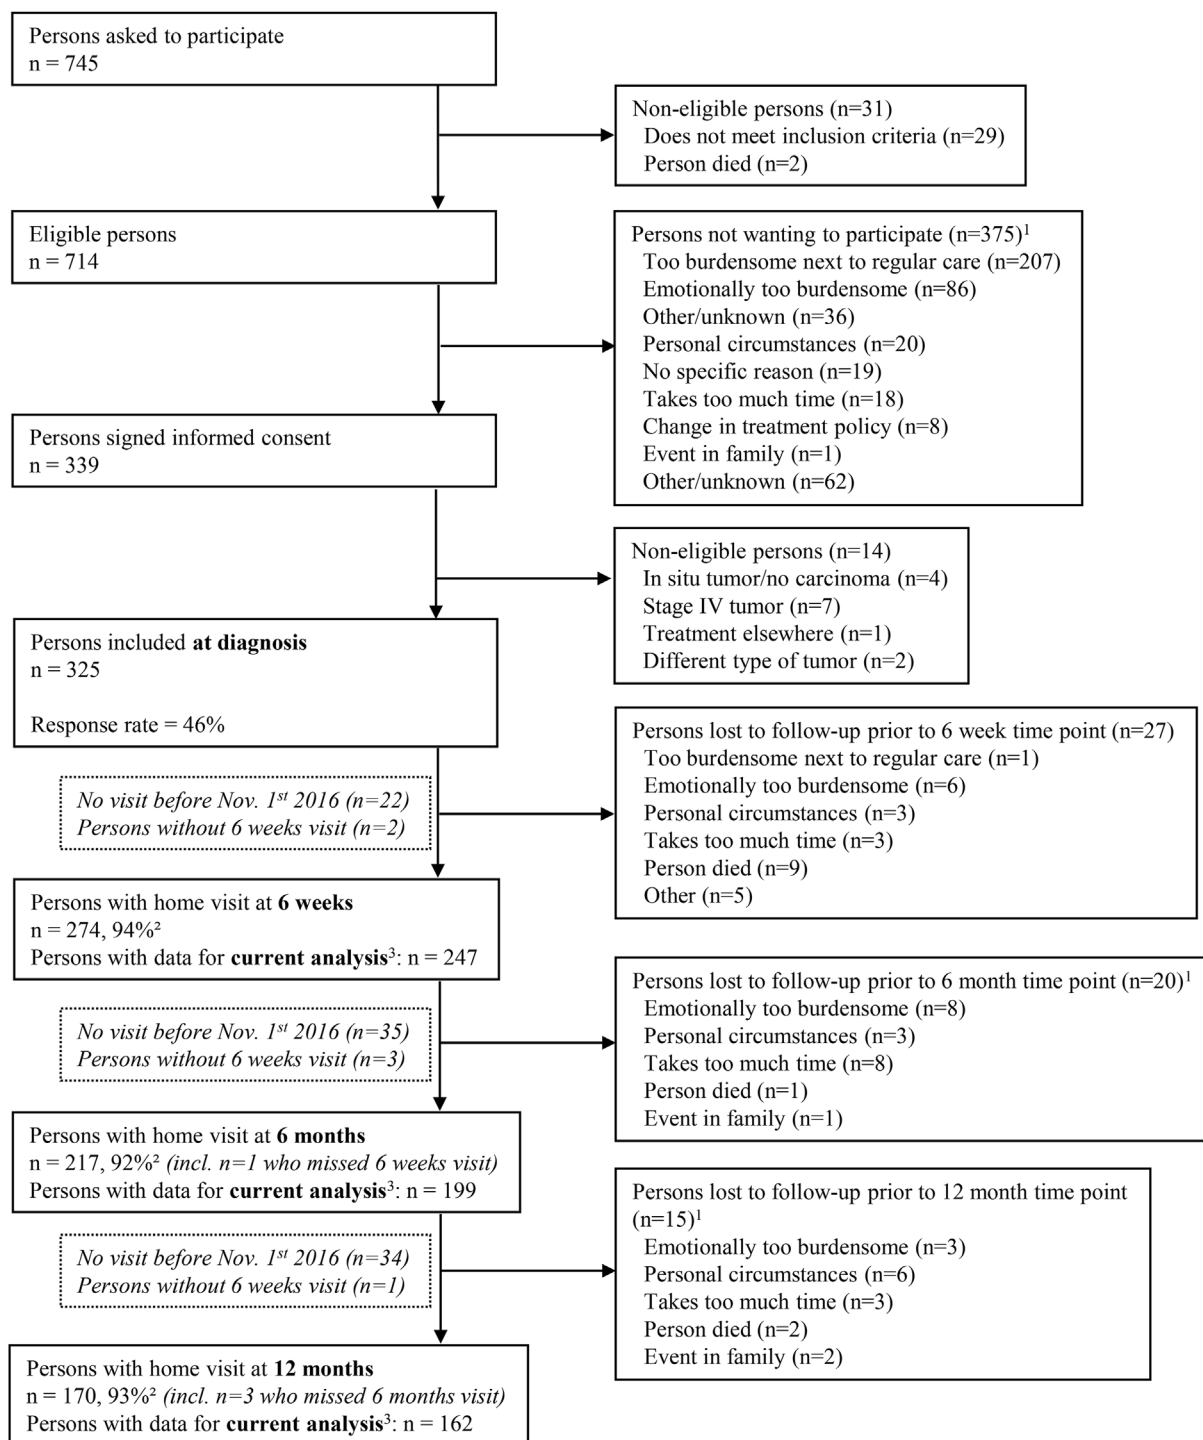 Persons asked to participate
n = 745
Non-eligible persons (n=31)
Does not meet inclusion criteria (n=29)
Person died (n=2)
Eligible persons
n = 714
Persons not wanting to participate (n=375)¹
Too burdensome next to regular care (n=207)
Emotionally too burdensome (n=86)
Other/unknown (n=36)
Personal circumstances (n=20)
No specific reason (n=19)
Takes too much time (n=18)
Change in treatment policy (n=8)
Event in family (n=1)
Other/unknown (n=62)
Persons signed informed consent
n = 339
Non-eligible persons (n=14)
In situ tumor/no carcinoma (n=4)
Stage IV tumor (n=7)
Treatment elsewhere (n=1)
Different type of tumor (n=2)
Persons included at diagnosis
n = 325
Response rate = 46%
Persons lost to follow-up prior to 6 week time point (n=27)
Too burdensome next to regular care (n=1)
Emotionally too burdensome (n=6)
Personal circumstances (n=3)
Takes too much time (n=3)
Person died (n=9)
Other (n=5)
No visit before Nov. 1st 2016 (n=22)
Persons without 6 weeks visit (n=2)
Persons with home visit at 6 weeks
n = 274, 94%²
Persons with data for current analysis³: n = 247
Persons lost to follow-up prior to 6 month time point (n=20)¹
Emotionally too burdensome (n=8)
Personal circumstances (n=3)
Takes too much time (n=8)
Person died (n=1)
Event in family (n=1)
No visit before Nov. 1st 2016 (n=35)
Persons without 6 weeks visit (n=3)
Persons with home visit at 6 months
n = 217, 92%² (incl. n=1 who missed 6 weeks visit)
Persons with data for current analysis³: n = 199
Persons lost to follow-up prior to 12 month time point
(n=15)¹
Emotionally too burdensome (n=3)
Personal circumstances (n=6)
Takes too much time (n=3)
Person died (n=2)
Event in family (n=2)
No visit before Nov. 1st 2016 (n=34)
Persons without 6 weeks visit (n=1)
Persons with home visit at 12 months
n = 170, 93%² (incl. n=3 who missed 6 months visit)
Persons with data for current analysis³: n = 162